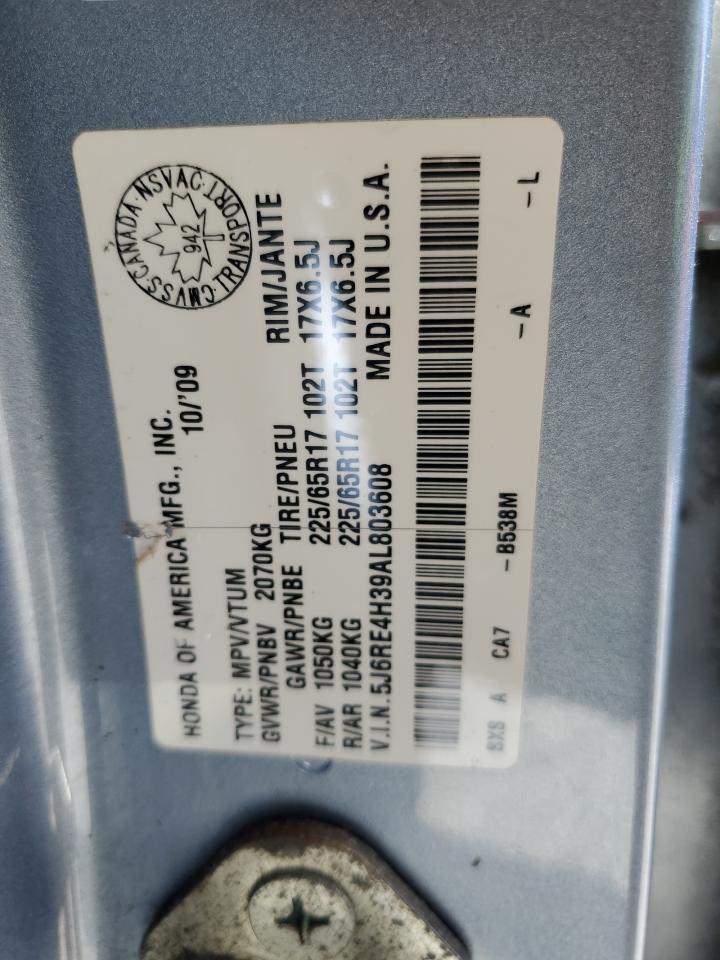 HONDA OF AMERICA MFG., INC.
10/'09
CMVSS CANADA · NSVAC · TRANSPORT
942
TYPE: MPV/VTUM
GVWR/PNBV 2070KG
GAWR/PNBE TIRE/PNEU RIM/JANTE
F/AV 1050KG 225/65R17 102T 17X6.5J
R/AR 1040KG 225/65R17 102T 17X6.5J
V.I.N. 5J6RE4H39AL803608 MADE IN U.S.A.
SXS A CA7 -B538M -A -L